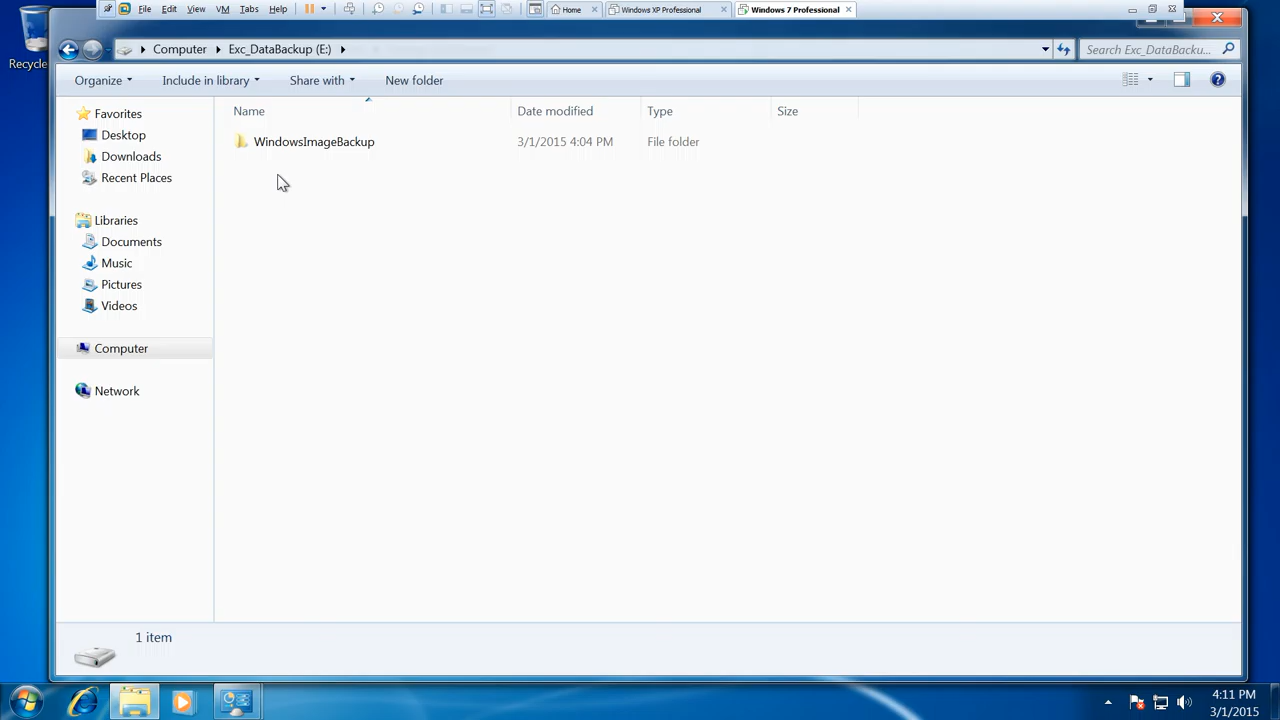 File Edit View VM Tabs Help Home Windows XP Professional Windows 7 Professional
Recycle
Computer Exc_DataBackup (E:) Search Exc_DataBacku...
Organize Include in library Share with New folder
Name Date modified Type Size
WindowsImageBackup 3/1/2015 4:04 PM File folder
Favorites
Desktop
Downloads
Recent Places
Libraries
Documents
Music
Pictures
Videos
Computer
Network
1 item
4:11 PM
3/1/2015